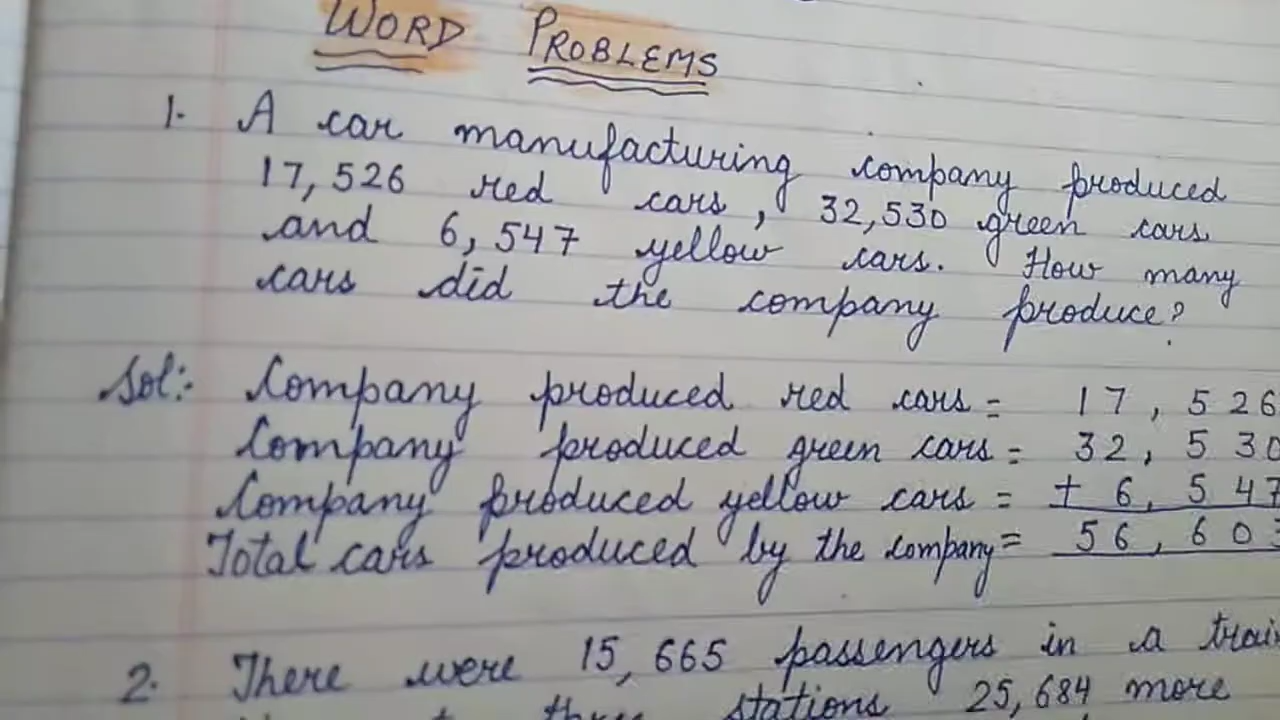 WORD PROBLEMS
1. A car manufacturing company produced
17,526 red cars, 32,530 green cars
and 6,547 yellow cars. How many
cars did the company produce?
Sol:- Company produced red cars = 17,526
Company produced green cars = 32,530
Company produced yellow cars = + 6,547
Total cars produced by the company = 56,603
2. There were 15,665 passengers in a train
three stations 25,684 more